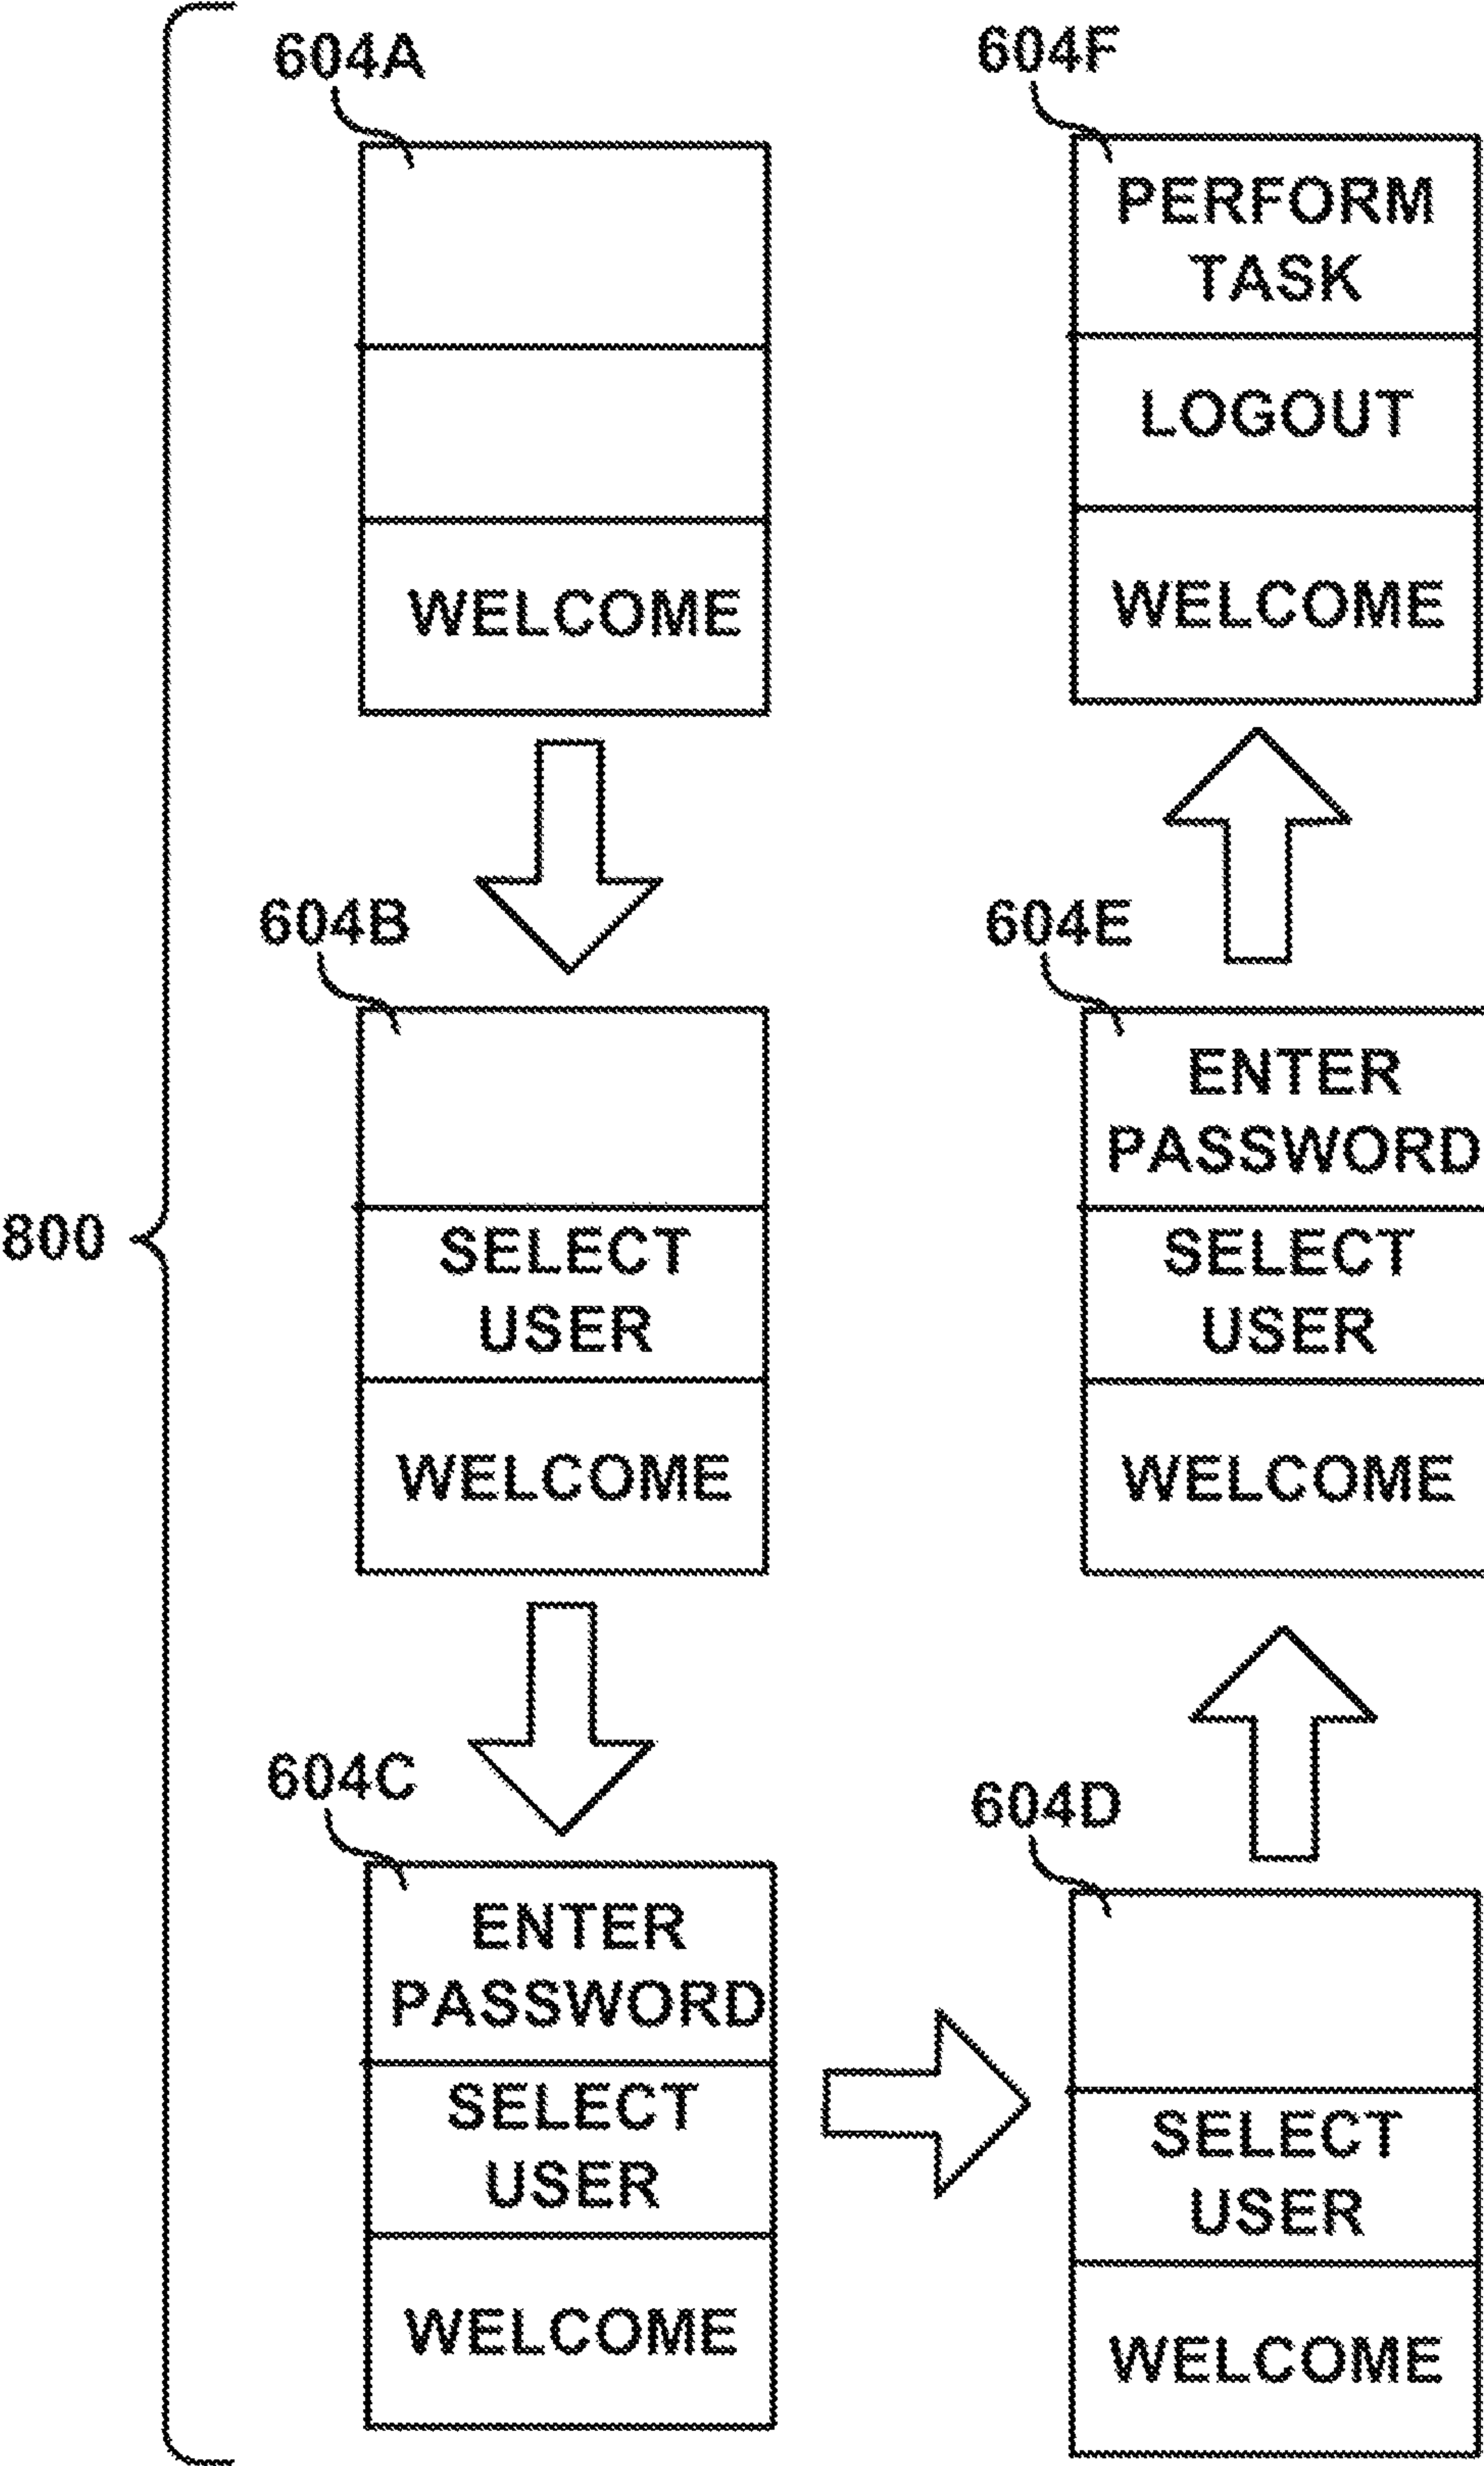 604A
WELCOME
604B
SELECT
USER
WELCOME
604C
ENTER
PASSWORD
SELECT
USER
WELCOME
800
604F
PERFORM
TASK
LOGOUT
WELCOME
604E
ENTER
PASSWORD
SELECT
USER
WELCOME
604D
SELECT
USER
WELCOME